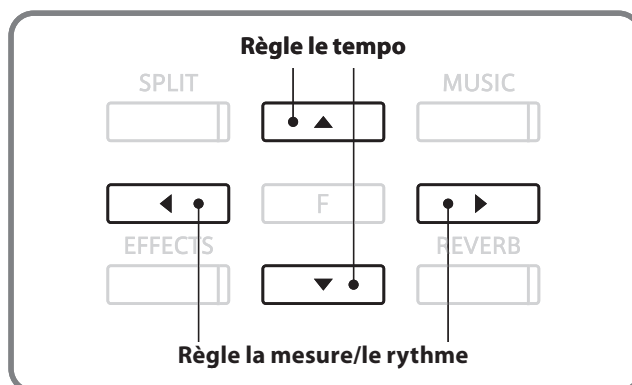 Règle le tempo
SPLIT
MUSIC
F
EFFECTS
REVERB
Règle la mesure/le rythme